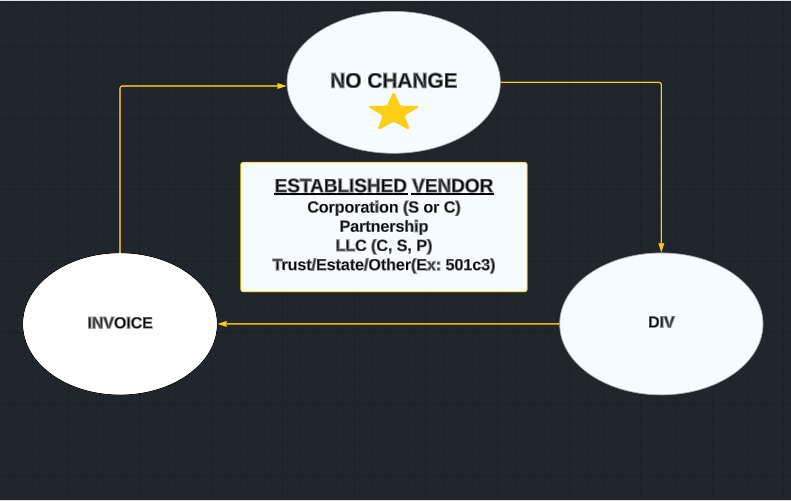 NO CHANGE
ESTABLISHED VENDOR
Corporation (S or C)
Partnership
LLC (C, S, P)
Trust/Estate/Other(Ex: 501c3)
INVOICE
DIV